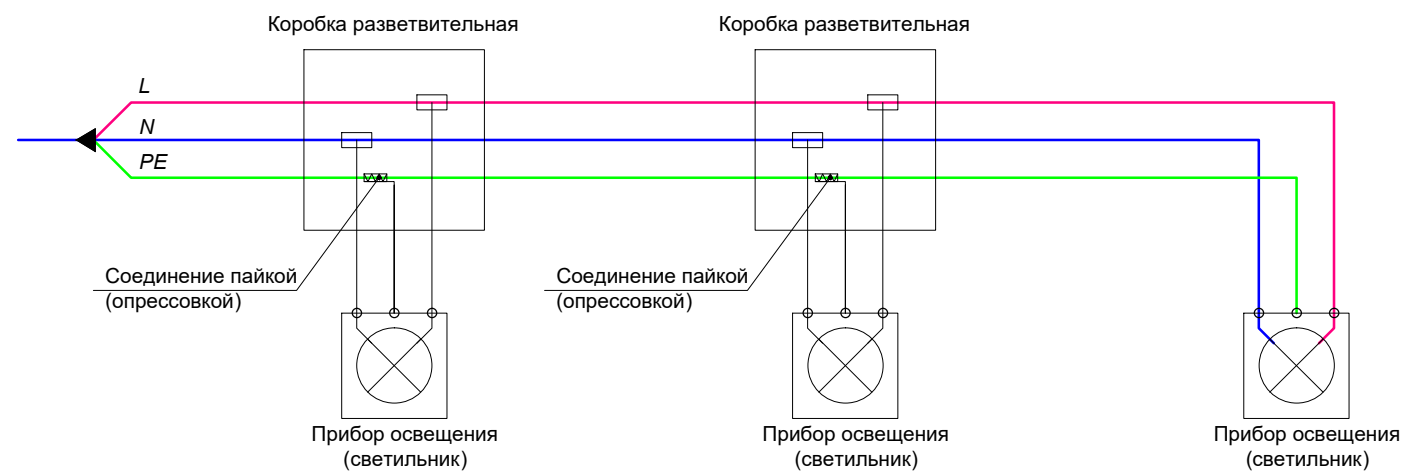 Коробка разветвительная
Коробка разветвительная
L
N
PE
Соединение пайкой
(опрессовкой)
Соединение пайкой
(опрессовкой)
Прибор освещения
(светильник)
Прибор освещения
(светильник)
Прибор освещения
(светильник)